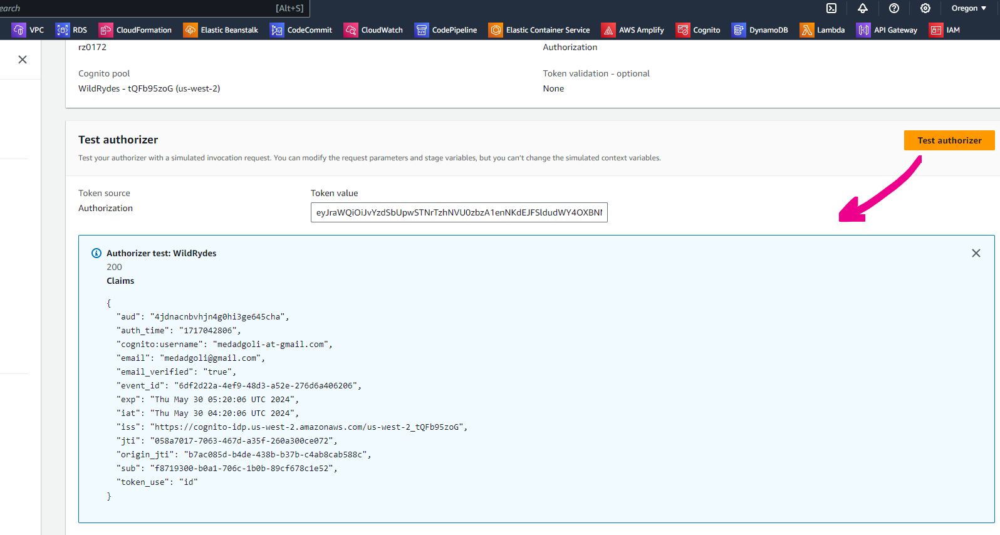 earch [Alt+S] Oregon
VPC RDS CloudFormation Elastic Beanstalk CodeCommit CloudWatch CodePipeline Elastic Container Service AWS Amplify Cognito DynamoDB Lambda API Gateway IAM
rz0172 Authorization
Cognito pool Token validation - optional
WildRydes - tQFb95zoG (us-west-2) None
Test authorizer Test authorizer
Test your authorizer with a simulated invocation request. You can modify the request parameters and stage variables, but you can't change the simulated context variables.
Token source Token value
Authorization
eyJraWQiOiJvYzdSbUpwSTNrTzhNVU0zbzA1enNKdEJFSldudWY4OXBNI
Authorizer test: WildRydes
200
Claims
{
"aud": "4jdnacnbvhjn4g0hi3ge645cha",
"auth_time": "1717042806",
"cognito:username": "medadgoli-at-gmail.com",
"email": "medadgoli@gmail.com",
"email_verified": "true",
"event_id": "6df2d22a-4ef9-48d3-a52e-276d6a406206",
"exp": "Thu May 30 05:20:06 UTC 2024",
"iat": "Thu May 30 04:20:06 UTC 2024",
"iss": "https://cognito-idp.us-west-2.amazonaws.com/us-west-2_tQFb95zoG",
"jti": "058a7017-7063-467d-a35f-260a300ce072",
"origin_jti": "b7ac085d-b4de-438b-b37b-c4ab8cab588c",
"sub": "f8719300-b0a1-706c-1b0b-89cf678c1e52",
"token_use": "id"
}